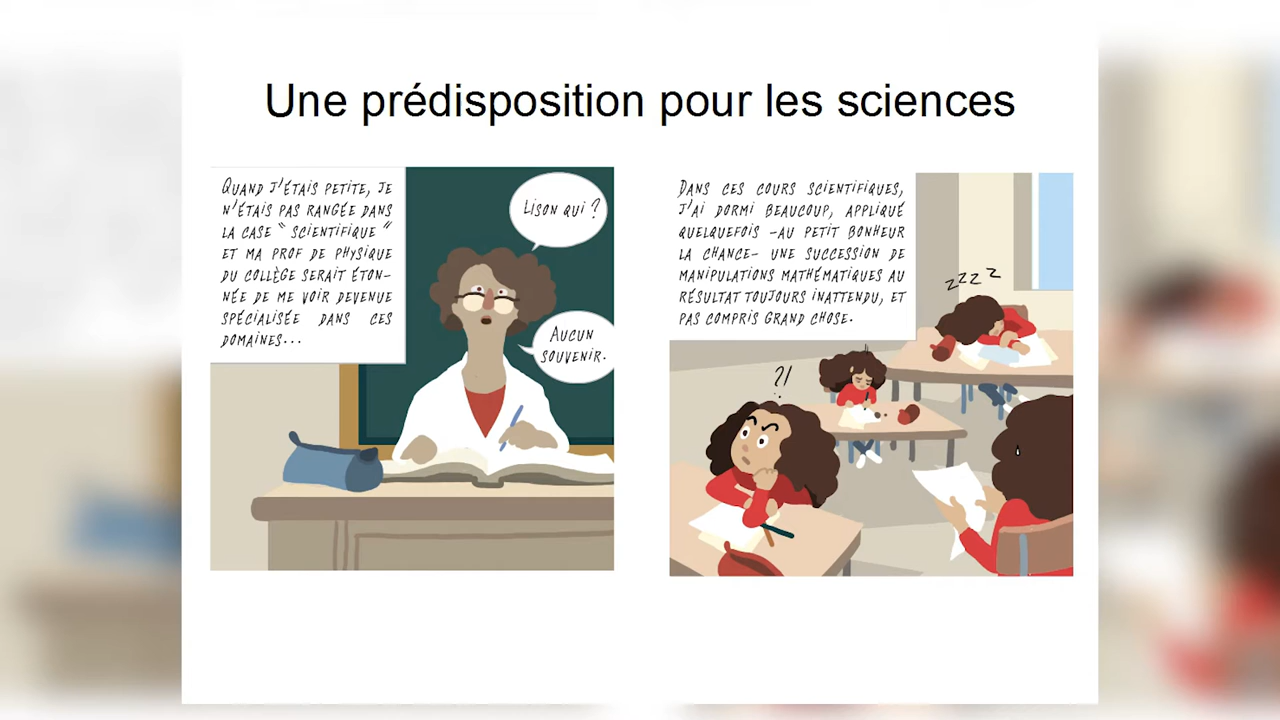 Une prédisposition pour les sciences
QUAND J'ÉTAIS PETITE, JE
N'ÉTAIS PAS RANGÉE DANS
LA CASE " SCIENTIFIQUE "
ET MA PROF DE PHYSIQUE
DU COLLÈGE SERAIT ÉTON-
NÉE DE ME VOIR DEVENUE
SPÉCIALISÉE DANS CES
DOMAINES...
LISON QUI ?
AUCUN
SOUVENIR.
DANS CES COURS SCIENTIFIQUES,
J'AI DORMI BEAUCOUP, APPLIQUÉ
QUELQUEFOIS -AU PETIT BONHEUR
LA CHANCE- UNE SUCCESSION DE
MANIPULATIONS MATHÉMATIQUES AU
RÉSULTAT TOUJOURS INATTENDU, ET
PAS COMPRIS GRAND CHOSE.
ZZZZ
?!